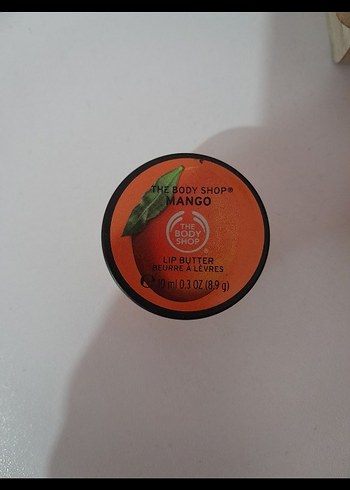 THE BODY SHOP®
MANGO
THE
BODY
SHOP
®
LIP BUTTER
BEURRE À LÈVRES
℮ 10 ml 0.3 OZ (8.9 g)